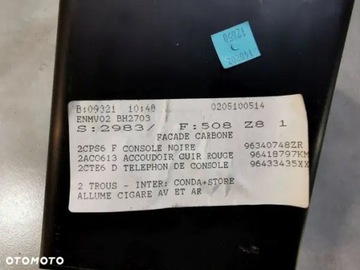 B:09321 10:48 0205100514
ENMV02 BH2703
S:2983/ F:508 Z8 1
FACADE CARBONE
2CPS6 F CONSOLE NOIRE 96340748ZR
2AC0613 ACCOUDOIR CUIR ROUGE 96418797KM
2CTE6 D TELEPHON DE CONSOLE 96433435XX
2 TROUS - INTER: CONDA+STORE
ALLUME CIGARE AV ET AR
OTOMOTO